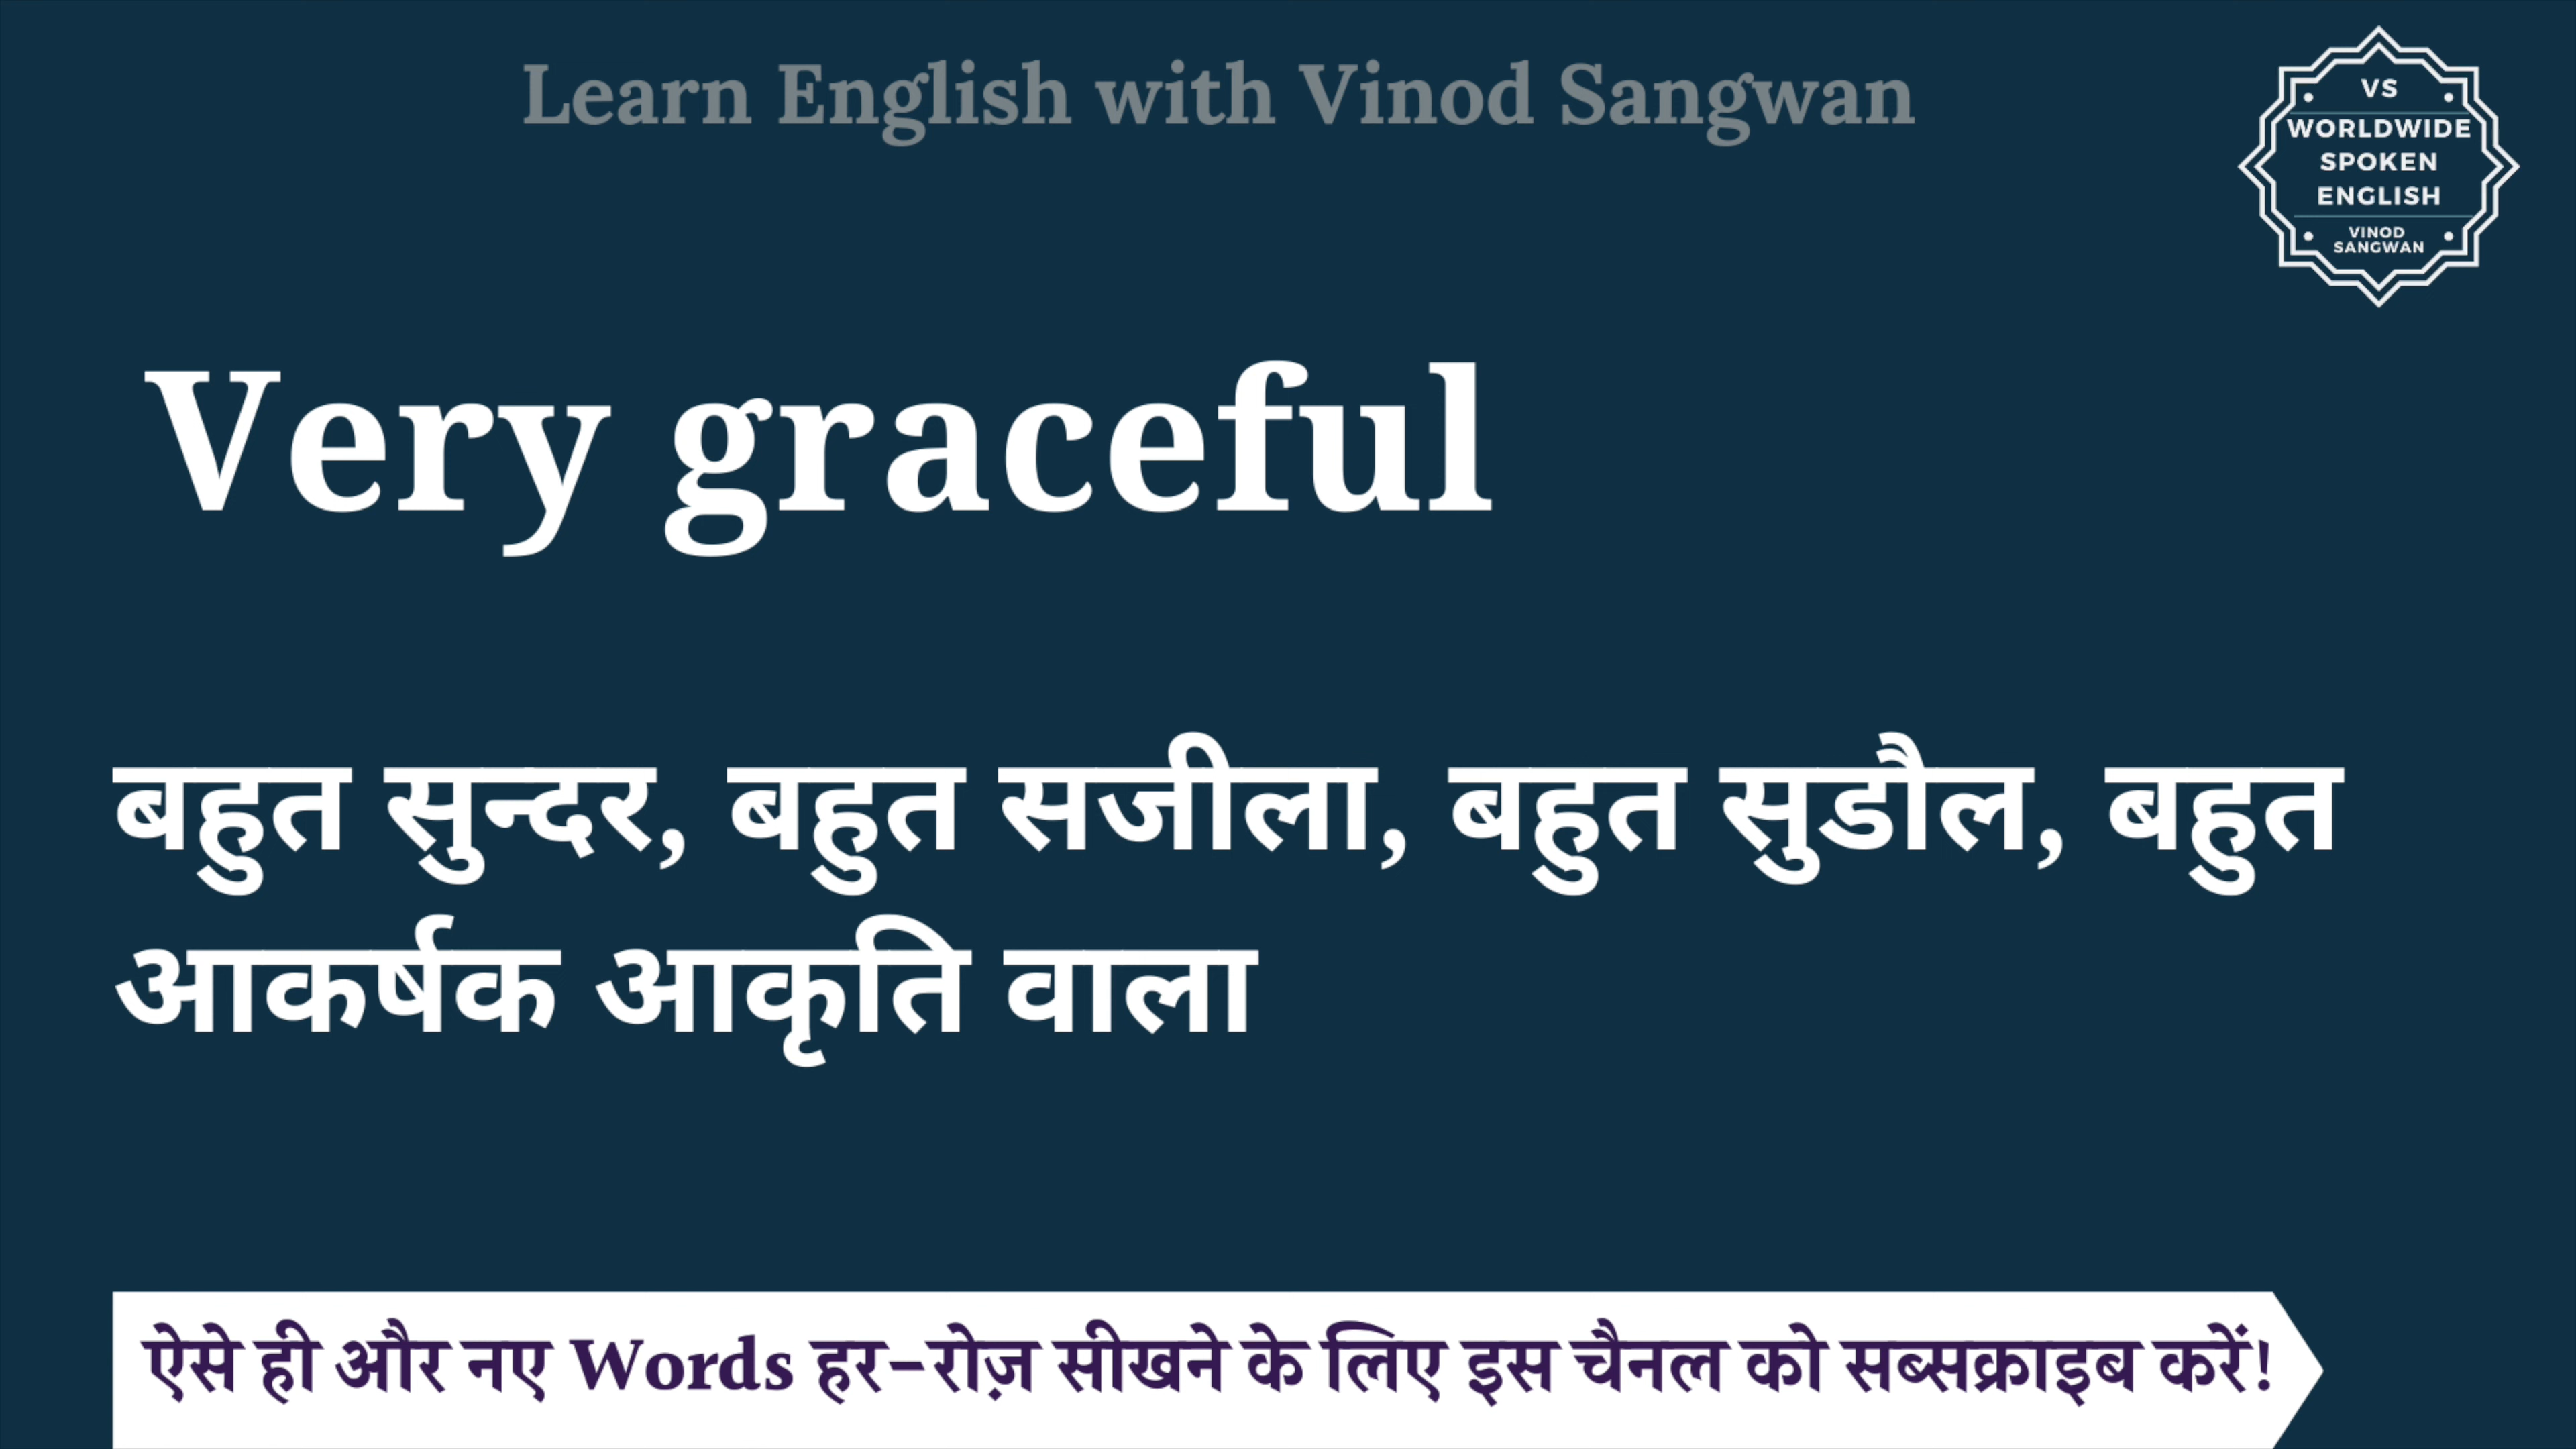 Learn English with Vinod Sangwan
VS
WORLDWIDE
SPOKEN
ENGLISH
VINOD
SANGWAN
Very graceful
बहुत सुन्दर, बहुत सजीला, बहुत सुडौल, बहुत
आकर्षक आकृति वाला
ऐसे ही और नए Words हर-रोज़ सीखने के लिए इस चैनल को सब्सक्राइब करें!